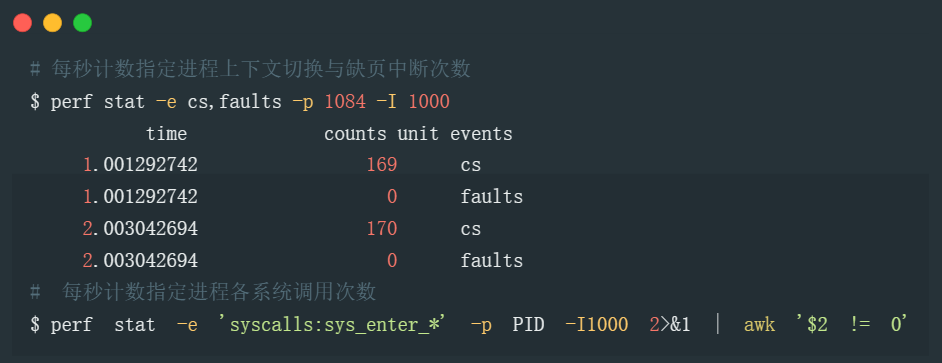 # 每秒计数指定进程上下文切换与缺页中断次数
$ perf stat -e cs,faults -p 1084 -I 1000
time counts unit events
1.001292742 169 cs
1.001292742 0 faults
2.003042694 170 cs
2.003042694 0 faults
# 每秒计数指定进程各系统调用次数
$ perf stat -e 'syscalls:sys_enter_*' -p PID -I1000 2>&1 | awk '$2 != 0'